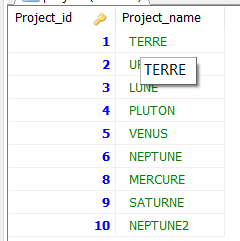 Project_id Project_name
1 TERRE
2
TERRE
3 LUNE
4 PLUTON
5 VENUS
6 NEPTUNE
8 MERCURE
9 SATURNE
10 NEPTUNE2